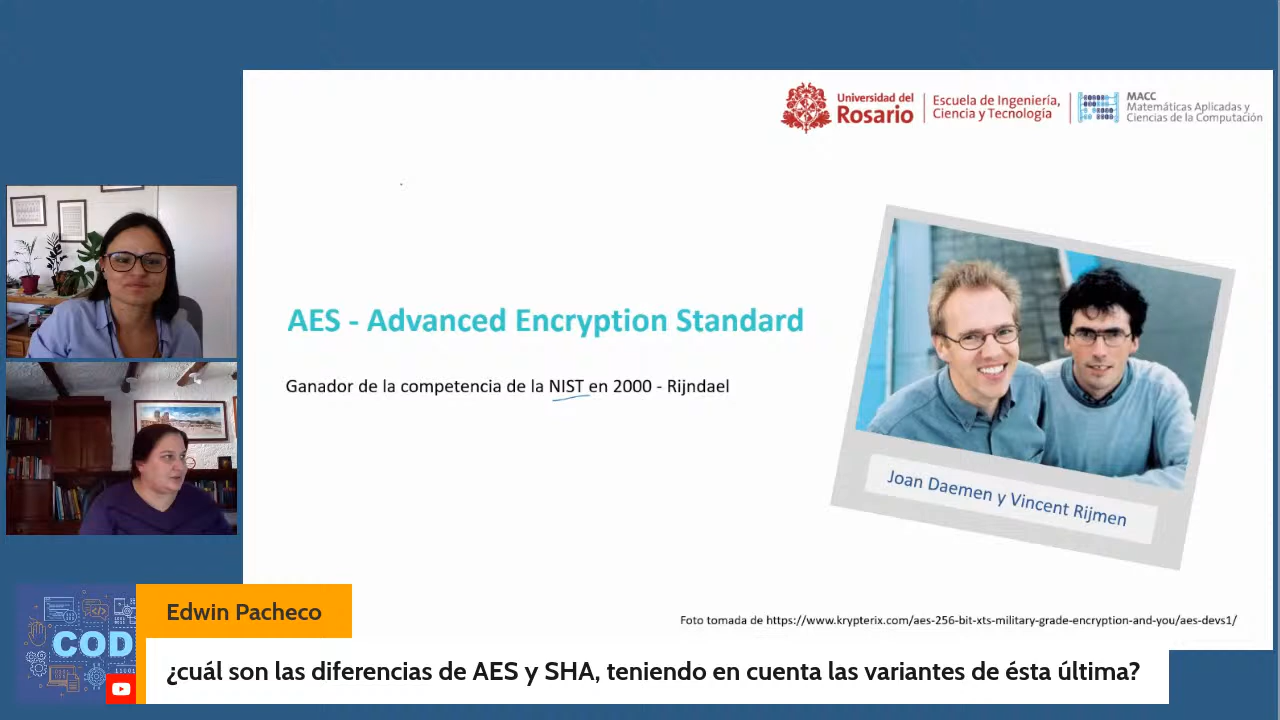 Universidad del
Rosario
Escuela de Ingeniería,
Ciencia y Tecnología
MACC
Matemáticas Aplicadas y
Ciencias de la Computación
AES - Advanced Encryption Standard
Ganador de la competencia de la NIST en 2000 - Rijndael
Joan Daemen y Vincent Rijmen
Foto tomada de https://www.krypterix.com/aes-256-bit-xts-military-grade-encryption-and-you/aes-devs1/
COD
Edwin Pacheco
¿cuál son las diferencias de AES y SHA, teniendo en cuenta las variantes de ésta última?